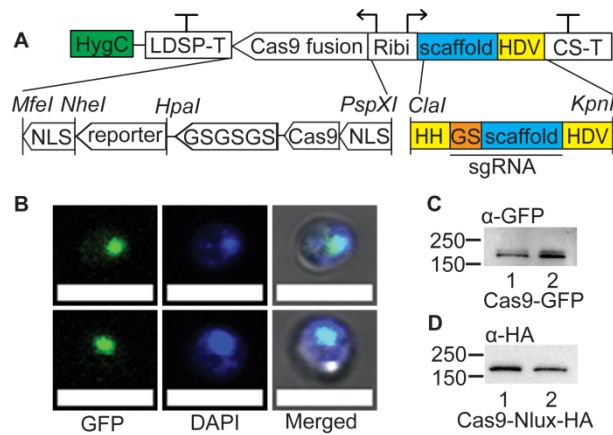 A
HygC LDSP-T Cas9 fusion Ribi scaffold HDV CS-T
MfeI NheI HpaI PspXI ClaI KpnI
NLS reporter GSGSGS Cas9 NLS HH GS scaffold HDV
sgRNA
B
GFP DAPI Merged
C
α-GFP
250
150
1 2
Cas9-GFP
D
α-HA
250
150
1 2
Cas9-Nlux-HA